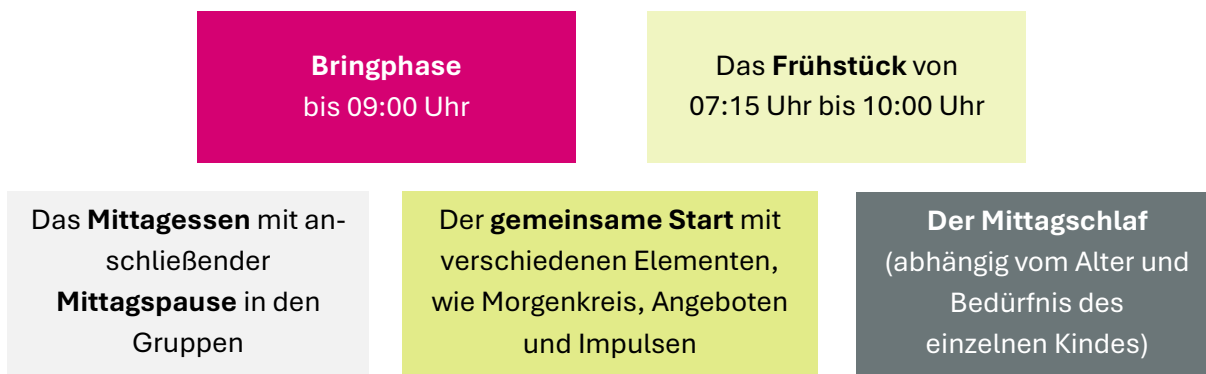 Bringphase
bis 09:00 Uhr
Das Frühstück von
07:15 Uhr bis 10:00 Uhr
Das Mittagessen mit an-
schließender
Mittagspause in den
Gruppen
Der gemeinsame Start mit
verschiedenen Elementen,
wie Morgenkreis, Angeboten
und Impulsen
Der Mittagschlaf
(abhängig vom Alter und
Bedürfnis des
einzelnen Kindes)